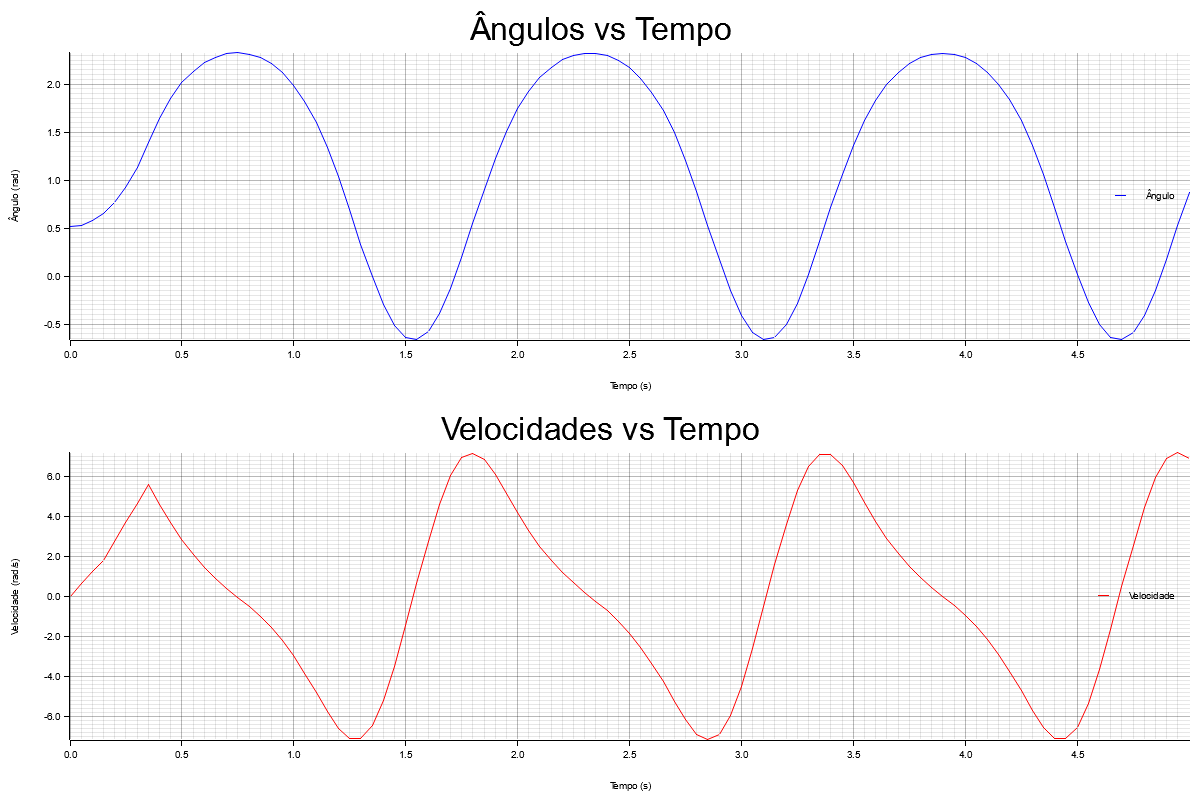 Ângulos vs Tempo
2.0
1.5
1.0
0.5
0.0
-0.5
Ângulo (rad)
Ângulo
0.0 0.5 1.0 1.5 2.0 2.5 3.0 3.5 4.0 4.5
Tempo (s)
Velocidades vs Tempo
6.0
4.0
2.0
0.0
-2.0
-4.0
-6.0
Velocidade (rad/s)
Velocidade
0.0 0.5 1.0 1.5 2.0 2.5 3.0 3.5 4.0 4.5
Tempo (s)